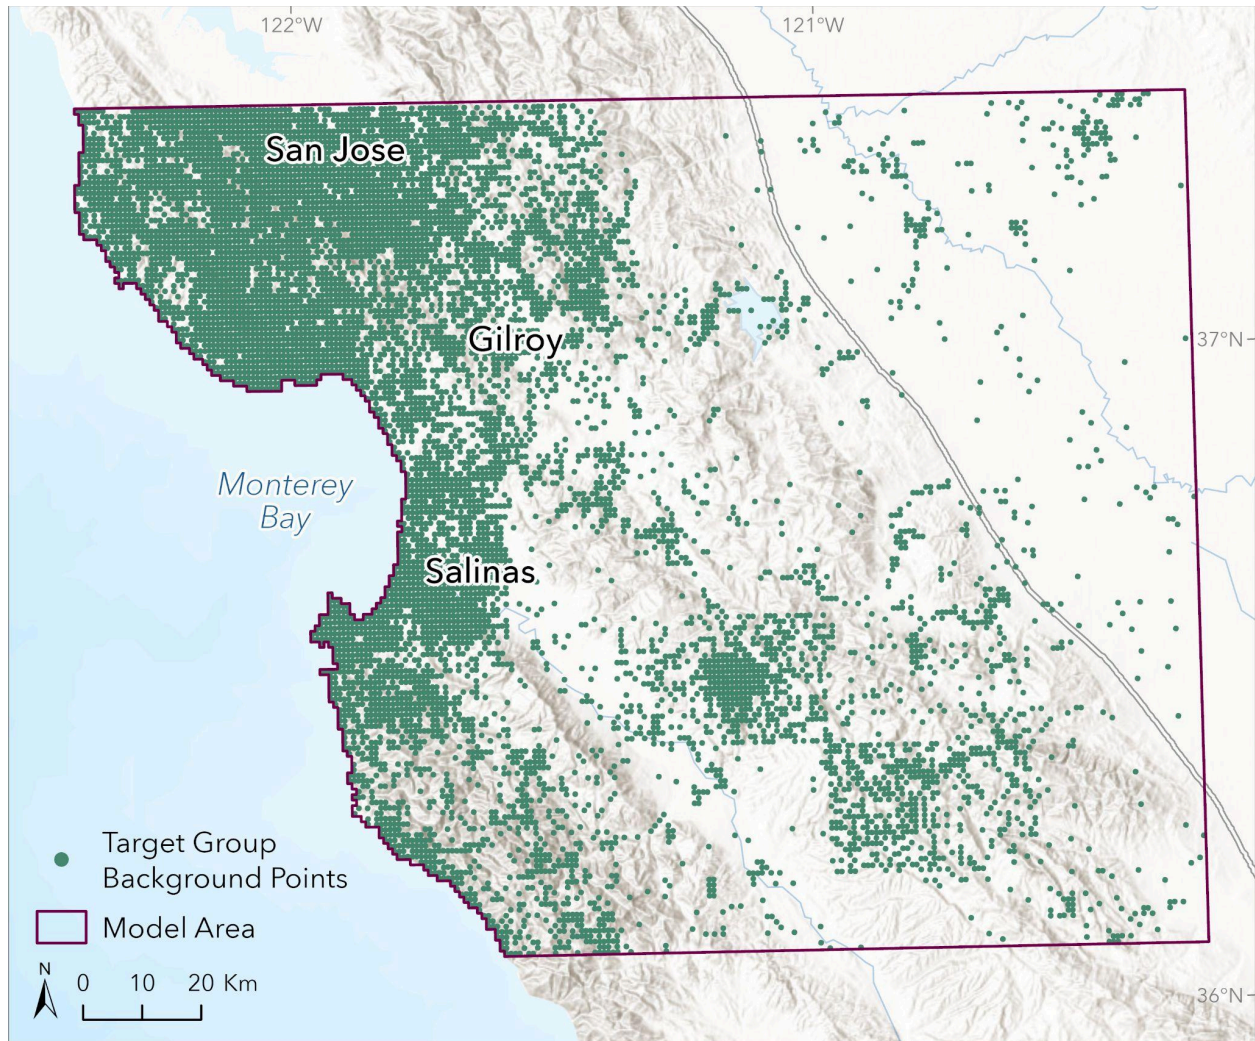 122°W
121°W
San Jose
Gilroy
37°N
Monterey
Bay
Salinas
Target Group
Background Points
Model Area
N
0 10 20 Km
36°N